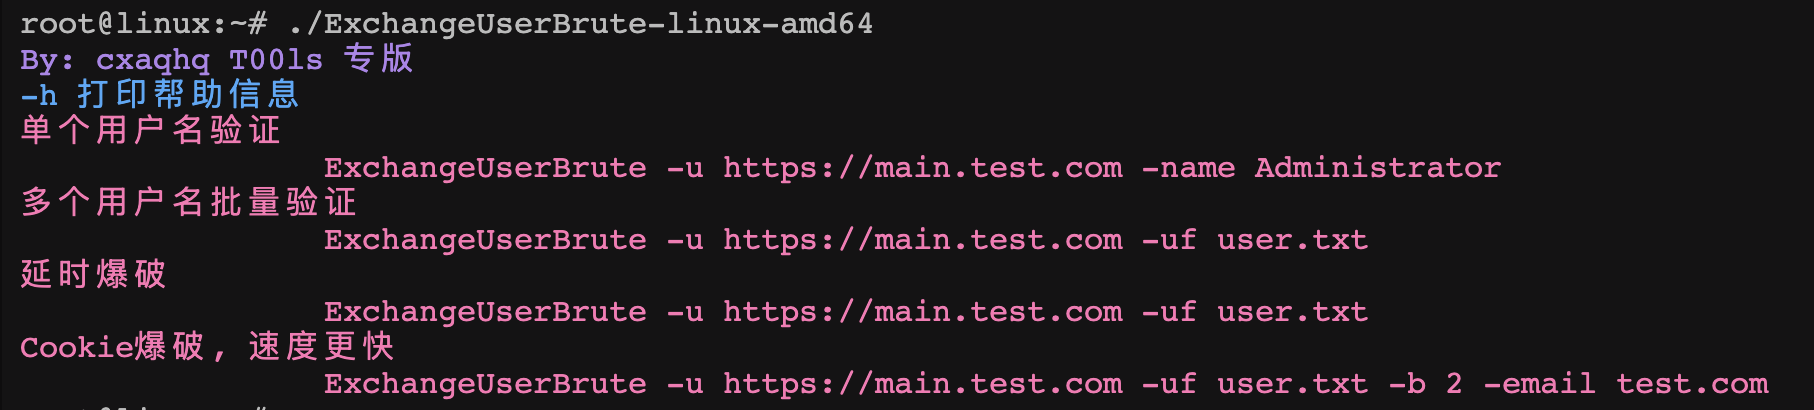 root@linux:~# ./ExchangeUserBrute-linux-amd64
By: cxaqhq T00ls 专版
-h 打印帮助信息
单个用户名验证
ExchangeUserBrute -u https://main.test.com -name Administrator
多个用户名批量验证
ExchangeUserBrute -u https://main.test.com -uf user.txt
延时爆破
ExchangeUserBrute -u https://main.test.com -uf user.txt
Cookie爆破, 速度更快
ExchangeUserBrute -u https://main.test.com -uf user.txt -b 2 -email test.com